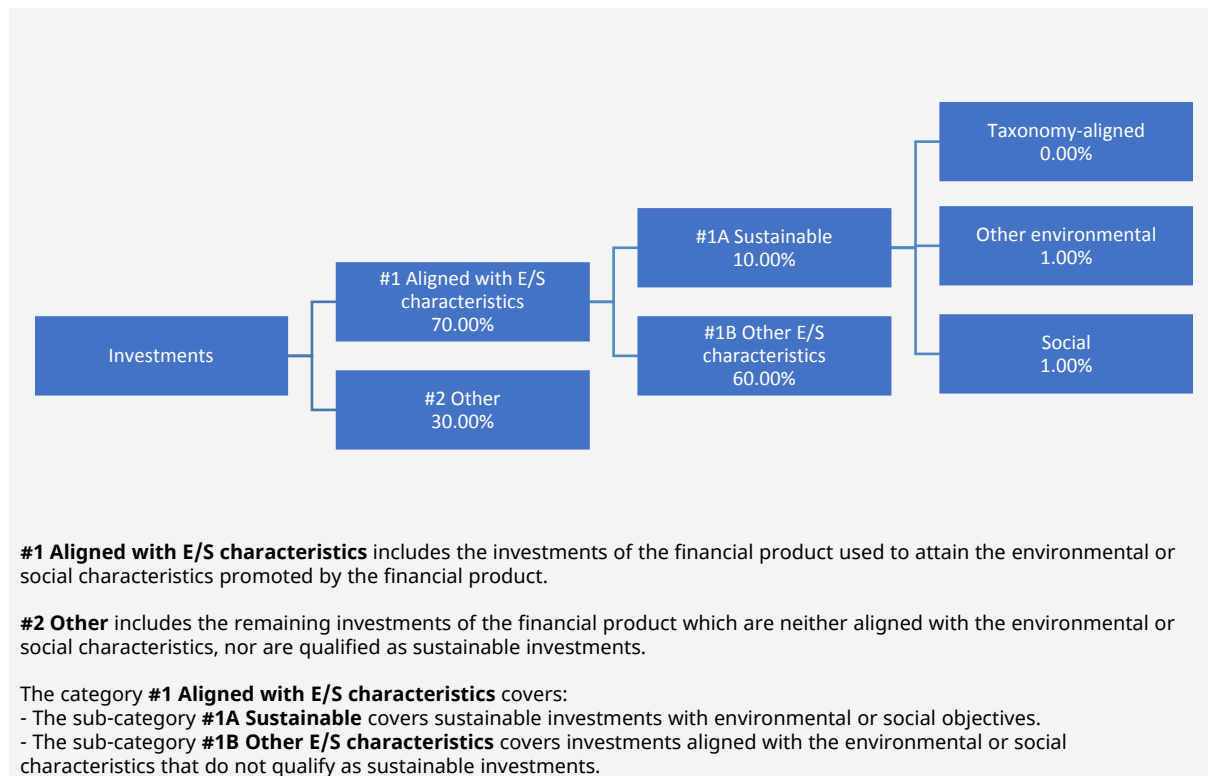 Investments
#1 Aligned with E/S
characteristics
70.00%
#2 Other
30.00%
#1A Sustainable
10.00%
#1B Other E/S
characteristics
60.00%
Taxonomy-aligned
0.00%
Other environmental
1.00%
Social
1.00%
#1 Aligned with E/S characteristics includes the investments of the financial product used to attain the environmental or
social characteristics promoted by the financial product.
#2 Other includes the remaining investments of the financial product which are neither aligned with the environmental or
social characteristics, nor are qualified as sustainable investments.
The category #1 Aligned with E/S characteristics covers:
- The sub-category #1A Sustainable covers sustainable investments with environmental or social objectives.
- The sub-category #1B Other E/S characteristics covers investments aligned with the environmental or social
characteristics that do not qualify as sustainable investments.